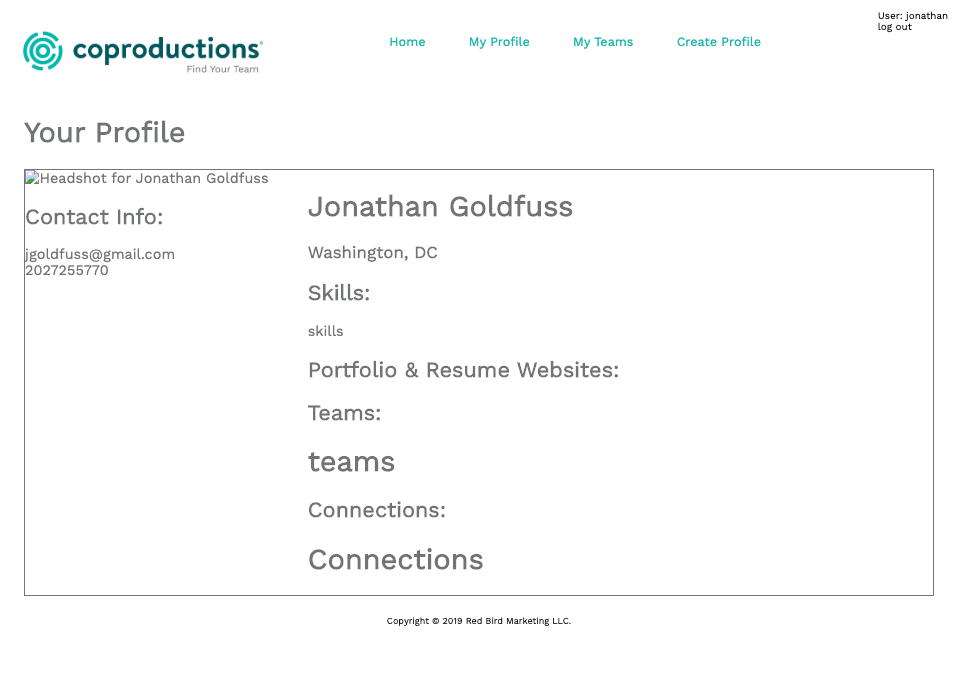 User: jonathan
log out
coproductions
Find Your Team
Home My Profile My Teams Create Profile
Your Profile
Headshot for Jonathan Goldfuss
Contact Info:
jgoldfuss@gmail.com
2027255770
Jonathan Goldfuss
Washington, DC
Skills:
skills
Portfolio & Resume Websites:
Teams:
teams
Connections:
Connections
Copyright © 2019 Red Bird Marketing LLC.